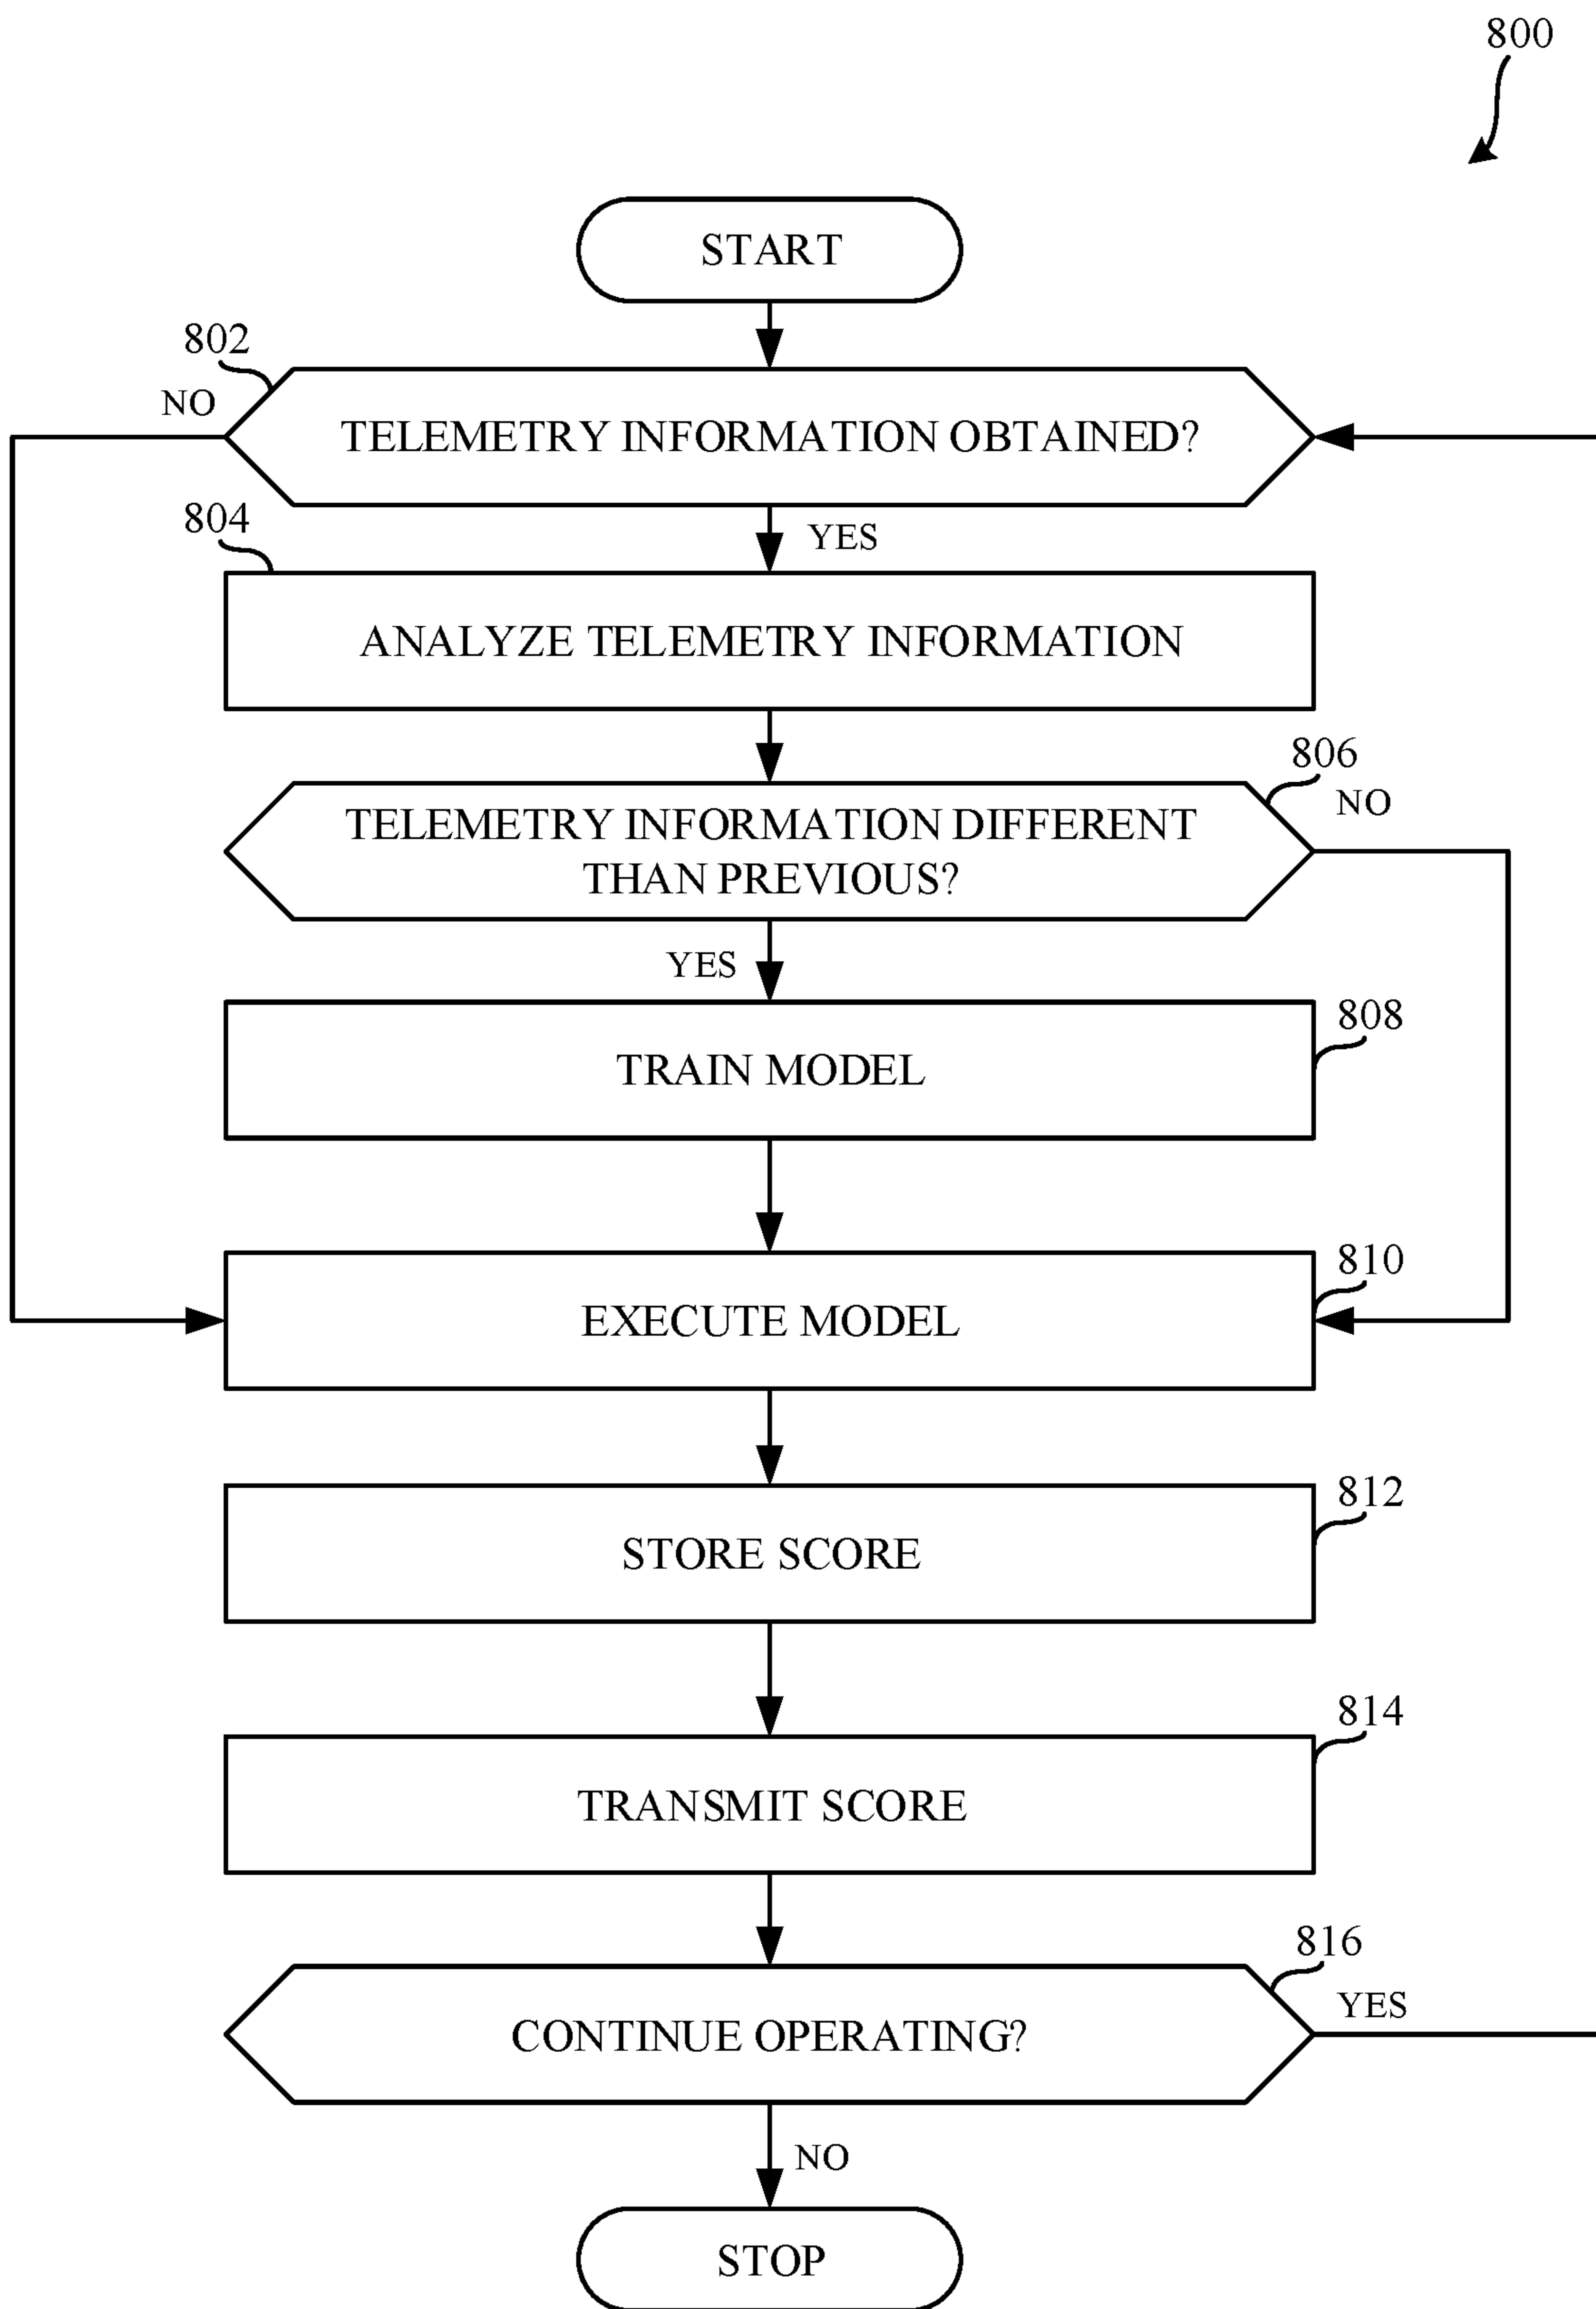 800
START
802
NO
TELEMETRY INFORMATION OBTAINED?
804
YES
ANALYZE TELEMETRY INFORMATION
806
NO
TELEMETRY INFORMATION DIFFERENT
THAN PREVIOUS?
YES
808
TRAIN MODEL
810
EXECUTE MODEL
812
STORE SCORE
814
TRANSMIT SCORE
816
YES
CONTINUE OPERATING?
NO
STOP